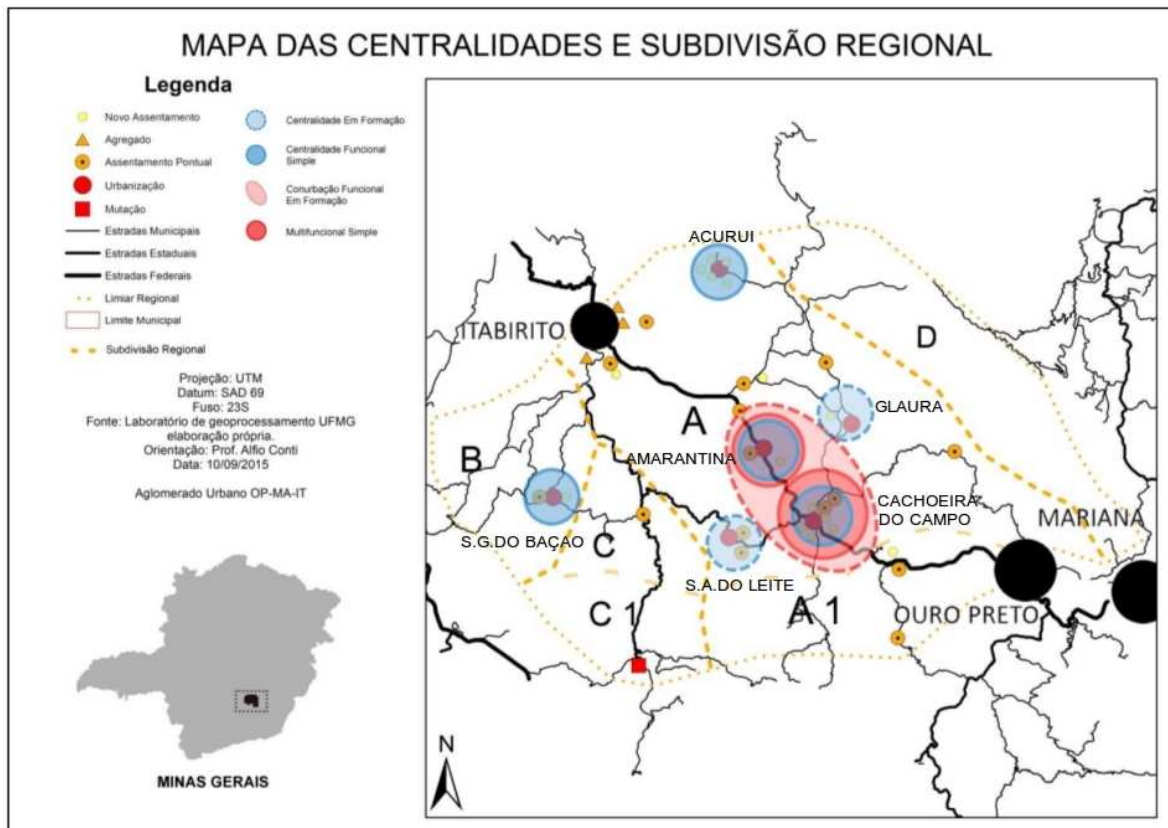 MAPA DAS CENTRALIDADES E SUBDIVISÃO REGIONAL
Legenda
Novo Assentamento
Agregado
Assentamento Pontual
Urbanização
Mutação
Estradas Municipais
Estradas Estaduais
Estradas Federais
Limiar Regional
Limite Municipal
Subdivisão Regional
Centralidade Em Formação
Centralidade Funcional
Simple
Conurbação Funcional
Em Formação
Multifuncional Simple
Projeção: UTM
Datum: SAD 69
Fuso: 23S
Fonte: Laboratório de geoprocessamento UFMG
elaboração própria.
Orientação: Prof. Alfio Conti
Data: 10/09/2015
Aglomerado Urbano OP-MA-IT
MINAS GERAIS
ACURUI
ITABIRITO
D
GLAURA
A
AMARANTINA
B
CACHOEIRA
DO CAMPO
MARIANA
S.G.DO BAÇAO
C
S.A.DO LEITE
C 1
A 1
OURO PRETO
N